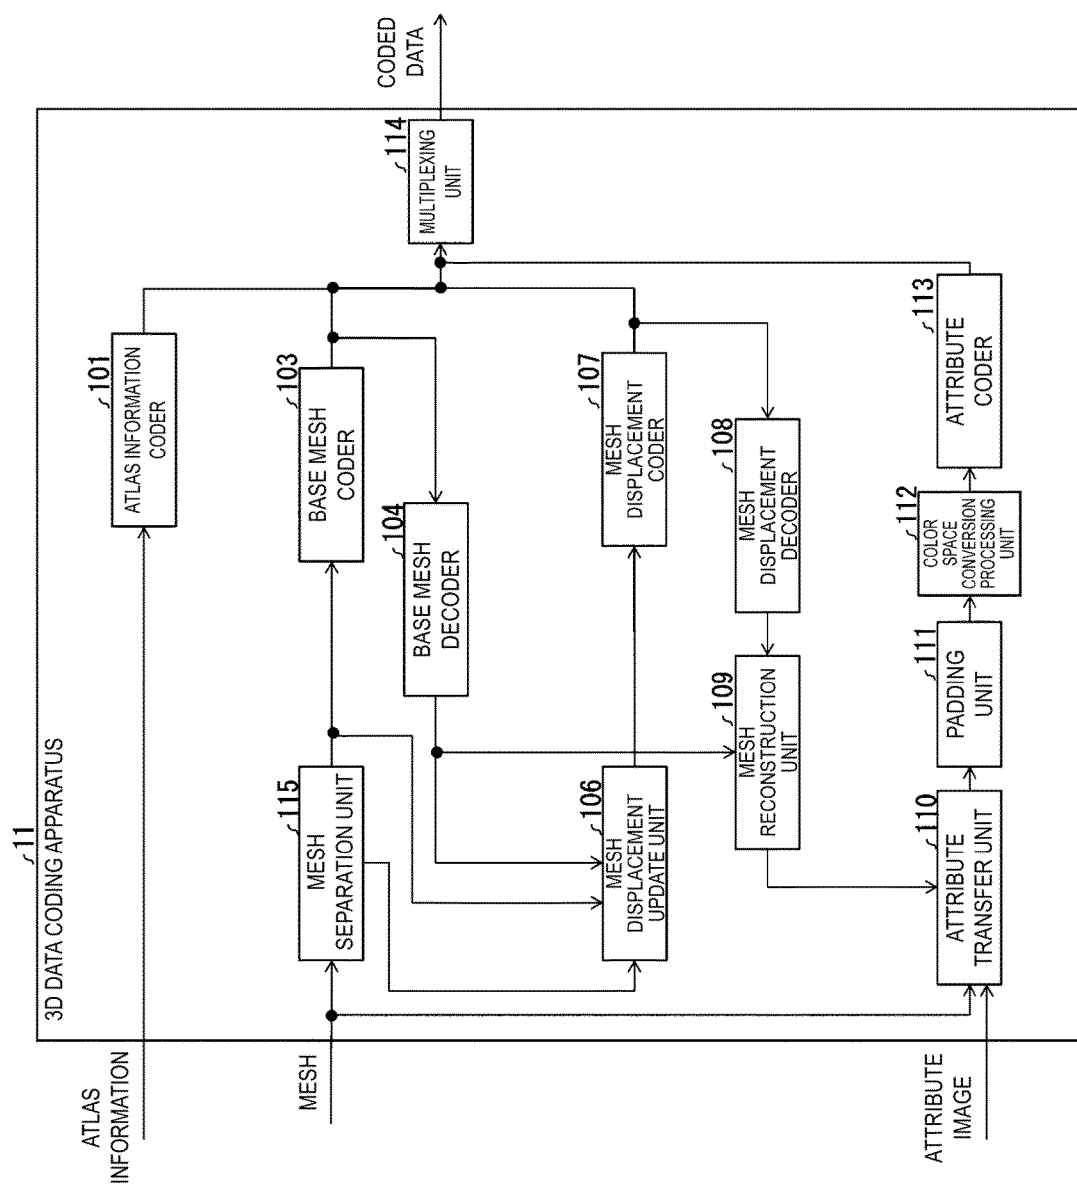 11
3D DATA CODING APPARATUS
ATLAS
INFORMATION
101
ATLAS INFORMATION
CODER
MESH
115
MESH
SEPARATION UNIT
103
BASE MESH
CODER
104
BASE MESH
DECODER
106
MESH
DISPLACEMENT
UPDATE UNIT
107
MESH
DISPLACEMENT
CODER
108
MESH
DISPLACEMENT
DECODER
109
MESH
RECONSTRUCTION
UNIT
ATTRIBUTE
IMAGE
110
ATTRIBUTE
TRANSFER UNIT
111
PADDING
UNIT
112
COLOR
SPACE
CONVERSION
PROCESSING
UNIT
113
ATTRIBUTE
CODER
114
MULTIPLEXING
UNIT
CODED
DATA